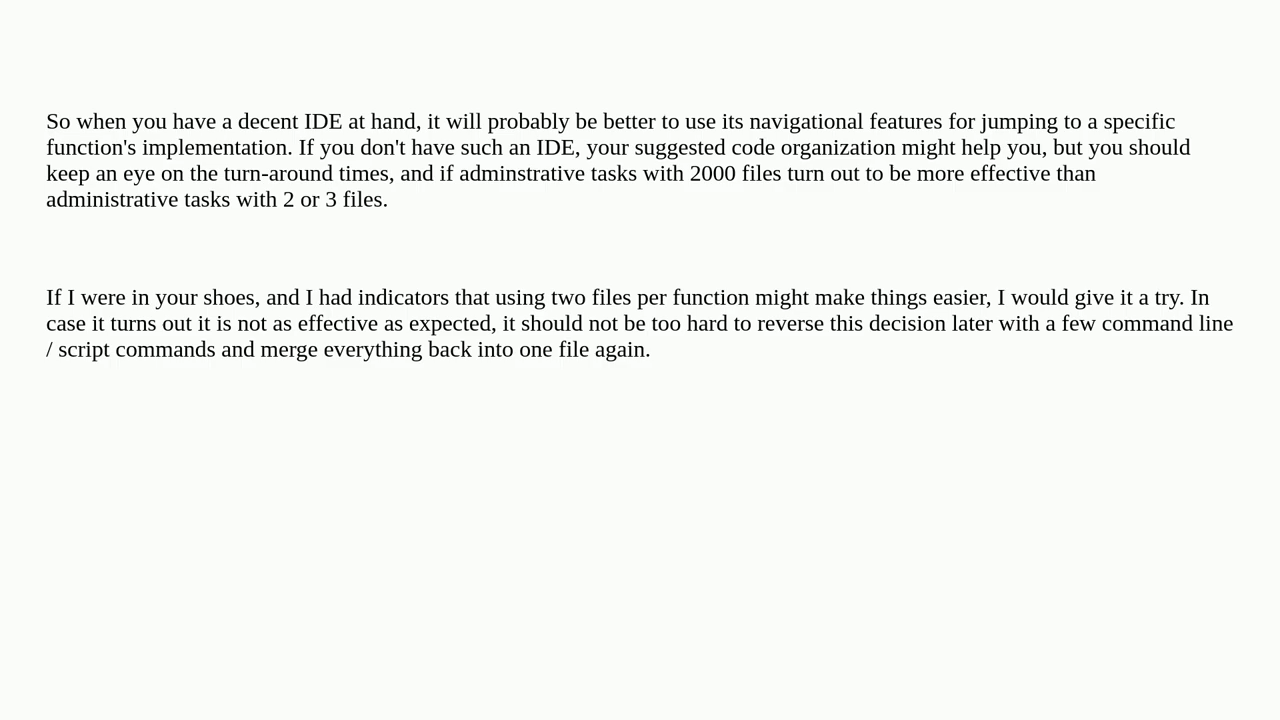 So when you have a decent IDE at hand, it will probably be better to use its navigational features for jumping to a specific
function's implementation. If you don't have such an IDE, your suggested code organization might help you, but you should
keep an eye on the turn-around times, and if adminstrative tasks with 2000 files turn out to be more effective than
administrative tasks with 2 or 3 files.
If I were in your shoes, and I had indicators that using two files per function might make things easier, I would give it a try. In
case it turns out it is not as effective as expected, it should not be too hard to reverse this decision later with a few command line
/ script commands and merge everything back into one file again.